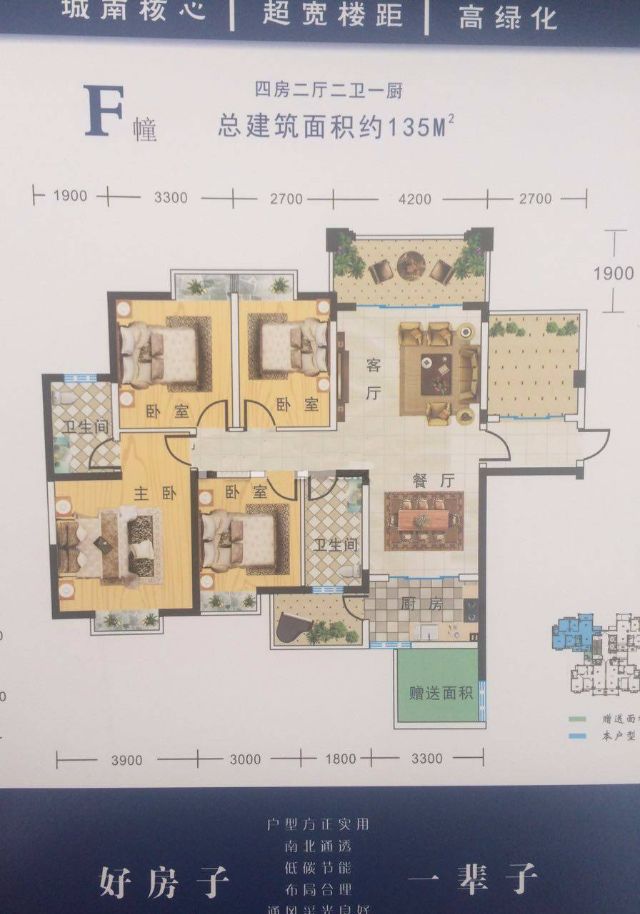 城南核心 | 超宽楼距 | 高绿化
F幢
四房二厅二卫一厨
总建筑面积约135M²
1900 3300 2700 4200 2700
1900
客厅
卧室
卧室
卫生间
主卧
卧室
餐厅
卫生间
厨房
赠送面积
赠送面
本户型
3900 3000 1800 3300
户型方正实用
南北通透
低碳节能
布局合理
通风采光良好
好房子
一辈子